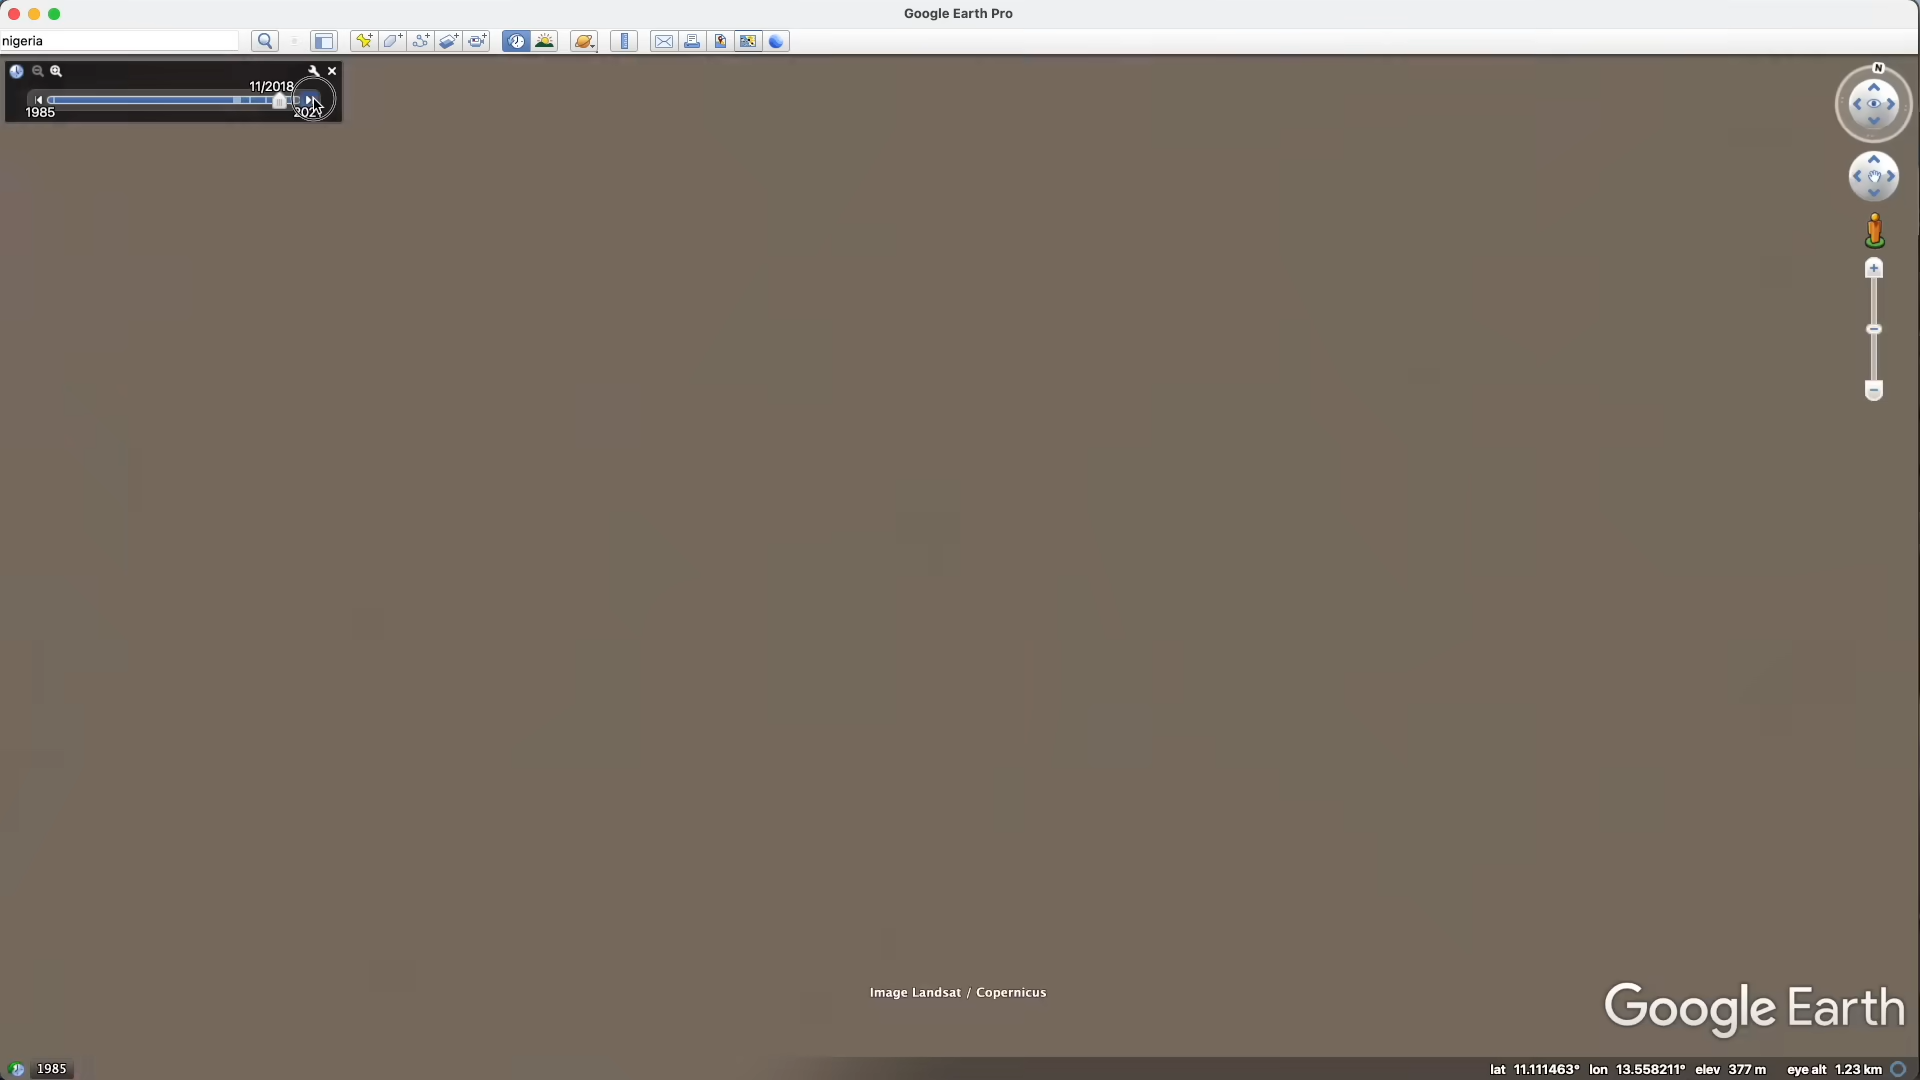 Google Earth Pro
nigeria
11/2018
1985
N
Image Landsat / Copernicus
Google Earth
1985
lat 11.111463° lon 13.558211° elev 377 m eye alt 1.23 km